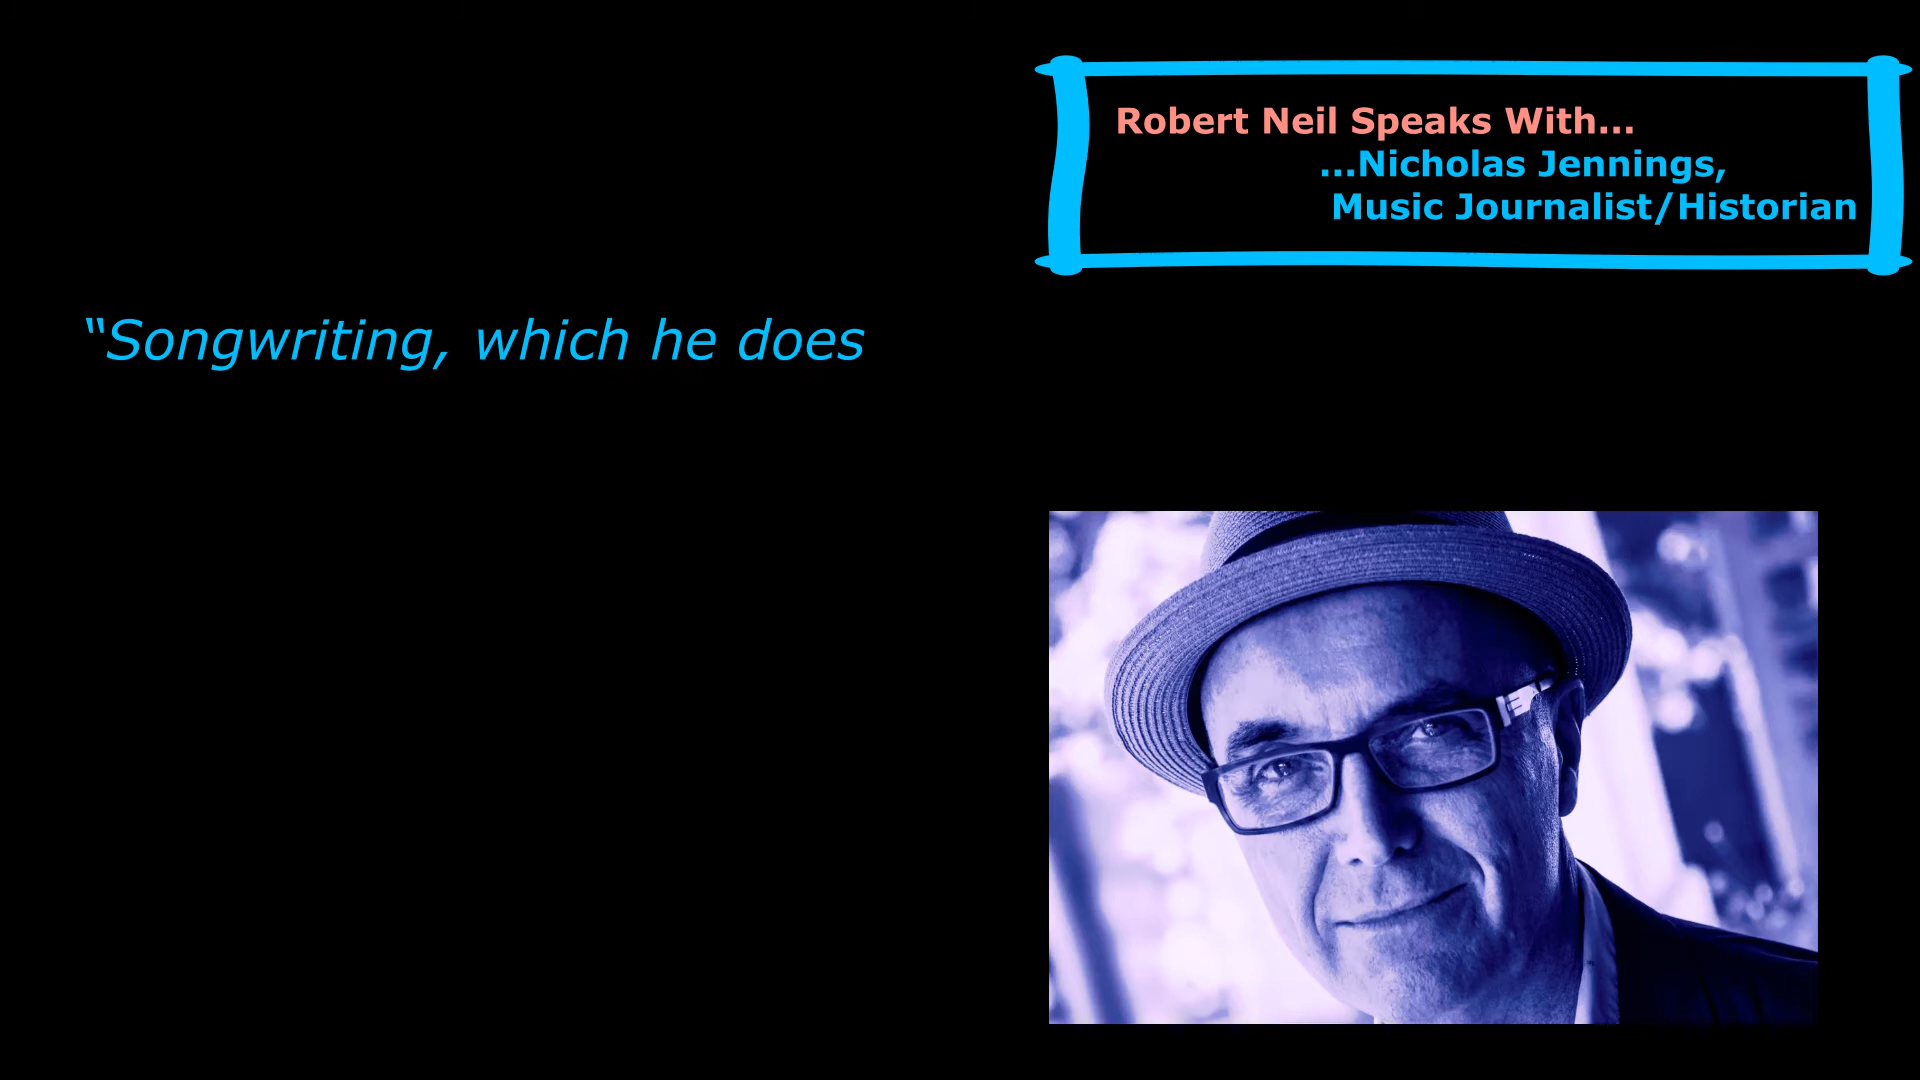 Robert Neil Speaks With...
...Nicholas Jennings,
Music Journalist/Historian
“Songwriting, which he does